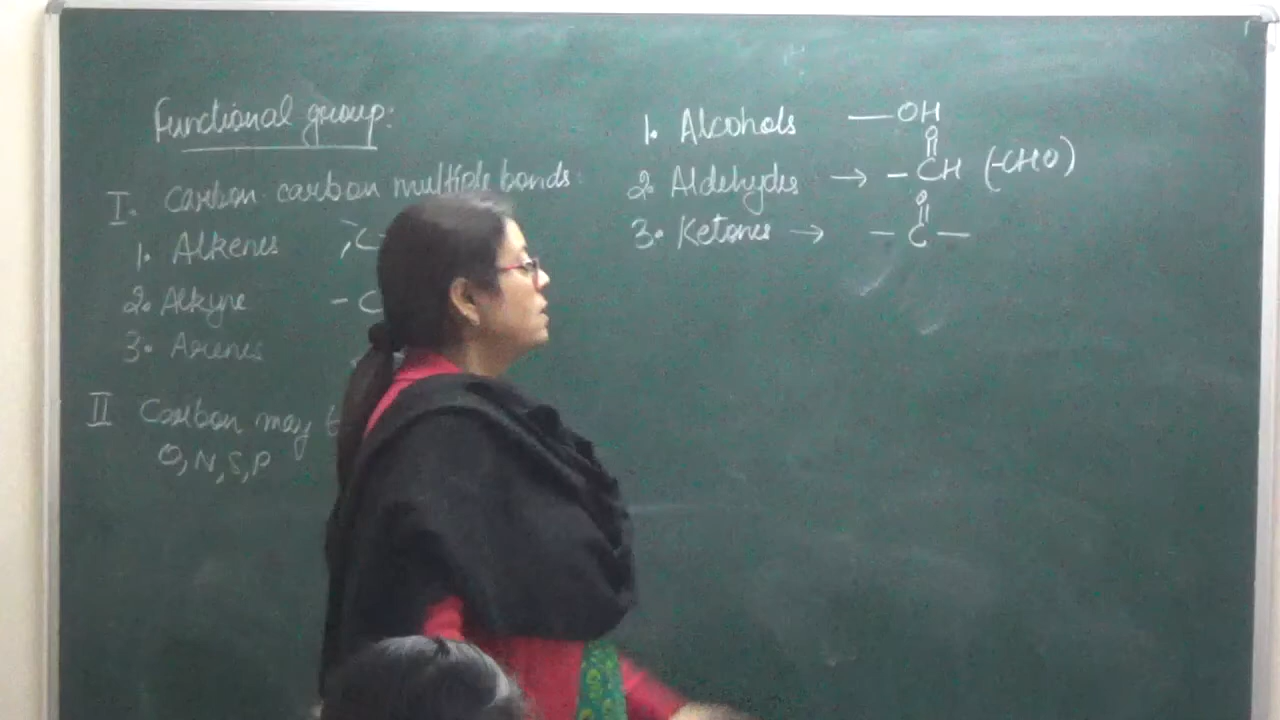 Functional group:
I. Carbon-carbon multiple bonds:
1. Alkenes >C
2. Alkyne - C
3. Arenes
II Carbon may b
O, N, S, P
1. Alcohols —OH
O
2. Aldehydes → - CH (-CHO)
O
3. Ketones → - C -